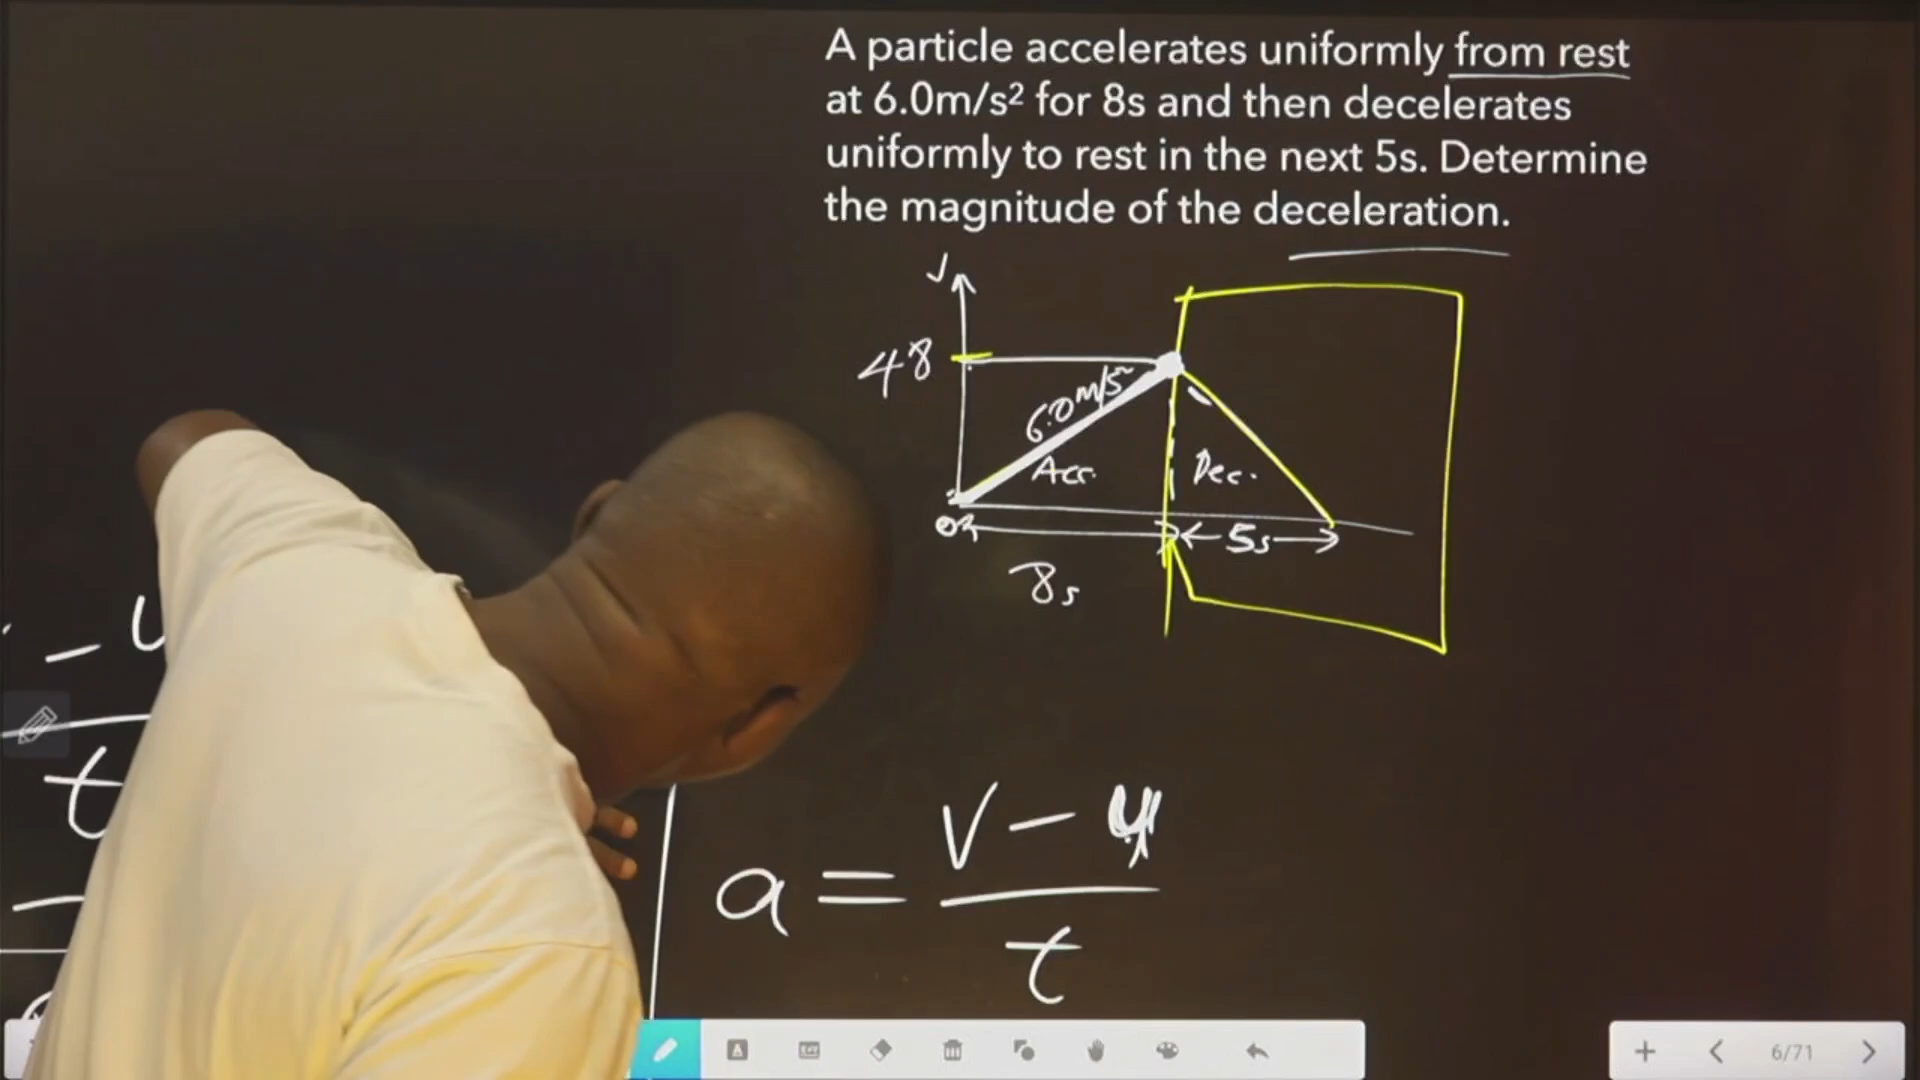 A particle accelerates uniformly from rest
at 6.0m/s² for 8s and then decelerates
uniformly to rest in the next 5s. Determine
the magnitude of the deceleration.
V
48
6.0 m/s²
Acc.
Dec.
5s
8s
- u
t
a = v - u
t
6/71